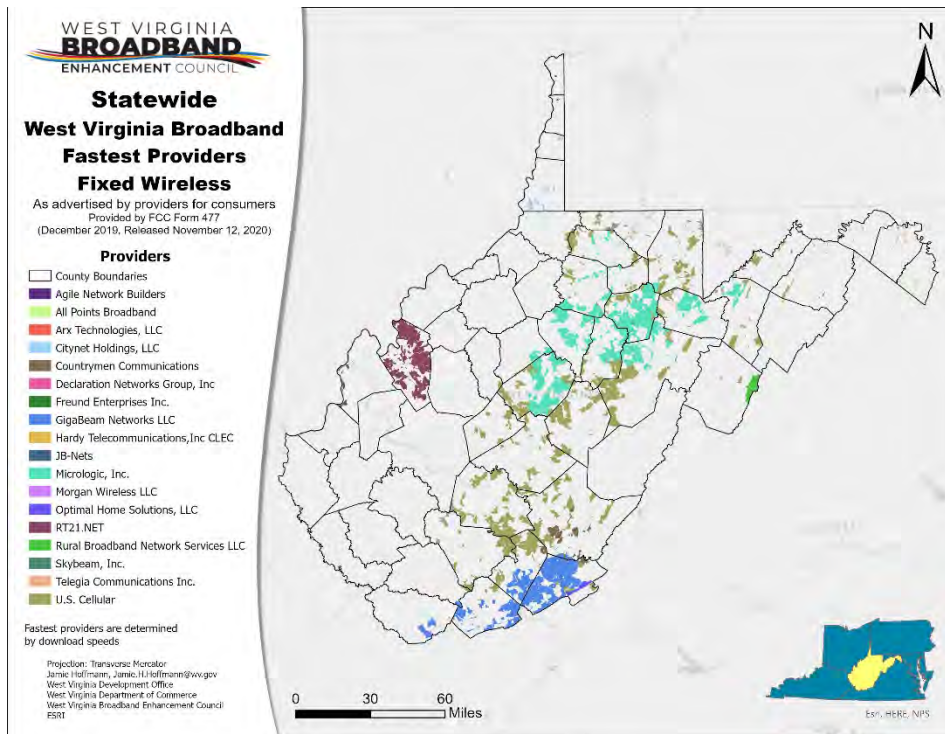 WEST VIRGINIA
BROADBAND
ENHANCEMENT COUNCIL
Statewide
West Virginia Broadband
Fastest Providers
Fixed Wireless
As advertised by providers for consumers
Provided by FCC Form 477
(December 2019, Released November 12, 2020)
Providers
County Boundaries
Agile Network Builders
All Points Broadband
Arx Technologies, LLC
Citynet Holdings, LLC
Countrymen Communications
Declaration Networks Group, Inc
Freund Enterprises Inc.
GigaBeam Networks LLC
Hardy Telecommunications,Inc CLEC
JB-Nets
Micrologic, Inc.
Morgan Wireless LLC
Optimal Home Solutions, LLC
RT21.NET
Rural Broadband Network Services LLC
Skybeam, Inc.
Telegia Communications Inc.
U.S. Cellular
Fastest providers are determined
by download speeds
Projection: Transverse Mercator
Jamie Hoffmann, Jamie.H.Hoffmann@wv.gov
West Virginia Development Office
West Virginia Department of Commerce
West Virginia Broadband Enhancement Council
ESRI
N
0 30 60
Miles
Esri, HERE, NPS